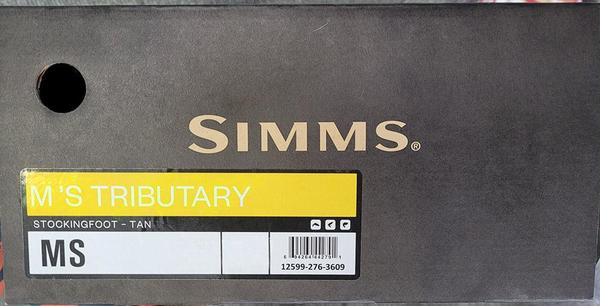 SIMMS®
M'S TRIBUTARY
STOCKINGFOOT - TAN
MS
12599-276-3609